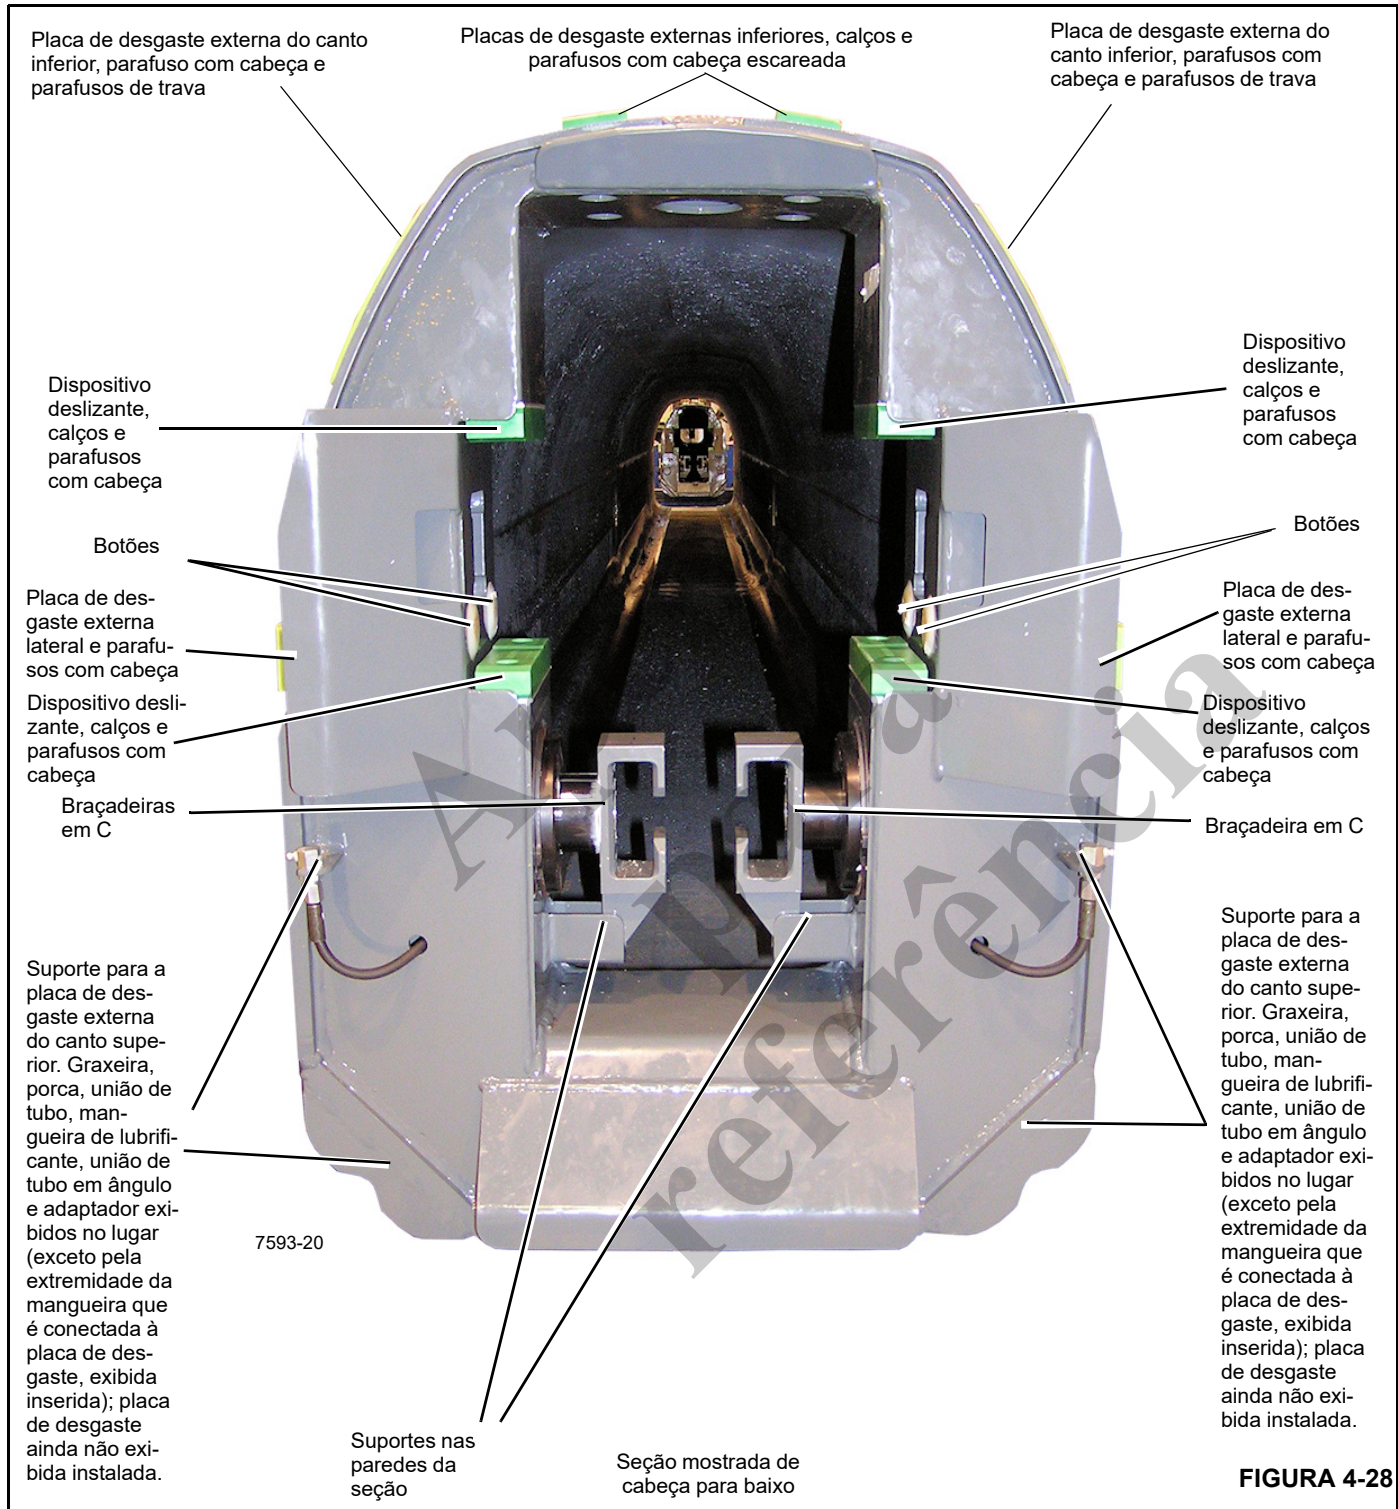 Placa de desgaste externa do canto
inferior, parafuso com cabeça e
parafusos de trava
Placas de desgaste externas inferiores, calços e
parafusos com cabeça escareada
Placa de desgaste externa do
canto inferior, parafusos com
cabeça e parafusos de trava
Dispositivo
deslizante,
calços e
parafusos
com cabeça
Dispositivo
deslizante,
calços e
parafusos
com cabeça
Botões
Botões
Placa de des-
gaste externa
lateral e parafu-
sos com cabeça
Placa de des-
gaste externa
lateral e parafu-
sos com cabeça
Dispositivo desli-
zante, calços e
parafusos com
cabeça
Dispositivo
deslizante, calços
e parafusos com
cabeça
Braçadeiras
em C
Braçadeira em C
Suporte para a
placa de des-
gaste externa
do canto supe-
rior. Graxeira,
porca, união de
tubo, man-
gueira de lubrifi-
cante, união de
tubo em ângulo
e adaptador exi-
bidos no lugar
(exceto pela
extremidade da
mangueira que
é conectada à
placa de des-
gaste, exibida
inserida); placa
de desgaste
ainda não exi-
bida instalada.
Suporte para a
placa de des-
gaste externa
do canto supe-
rior. Graxeira,
porca, união de
tubo, man-
gueira de lubrifi-
cante, união de
tubo em ângulo
e adaptador exi-
bidos no lugar
(exceto pela
extremidade da
mangueira que
é conectada à
placa de des-
gaste, exibida
inserida); placa
de desgaste
ainda não exi-
bida instalada.
7593-20
Suportes nas
paredes da
seção
Seção mostrada de
cabeça para baixo
FIGURA 4-28
referência